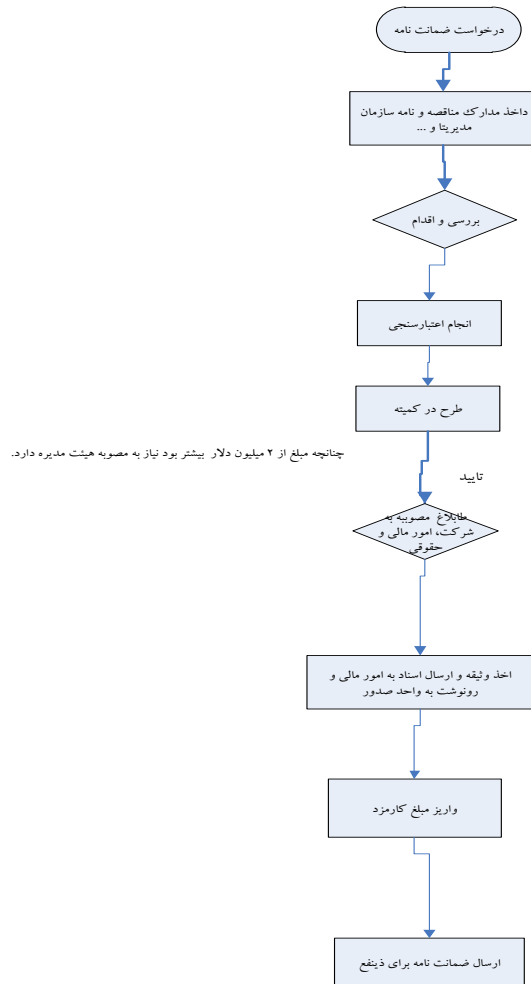 درخواست ضمانت نامه
داخذ مدارک مناقصه و نامه سازمان
مدیریتا و ...
بررسی و اقدام
انجام اعتبارسنجی
طرح در کمیته
چنانچه مبلغ از ۲ میلیون دلار بیشتر بود نیاز به مصوبه هیئت مدیره دارد.
تایید
طابلاغ مصوببه به
شرکت، امور مالی و
حقوقی
اخذ وثیقه و ارسال اسناد به امور مالی و
رونوشت به واحد صدور
واریز مبلغ کارمزد
ارسال ضمانت نامه برای ذینفع